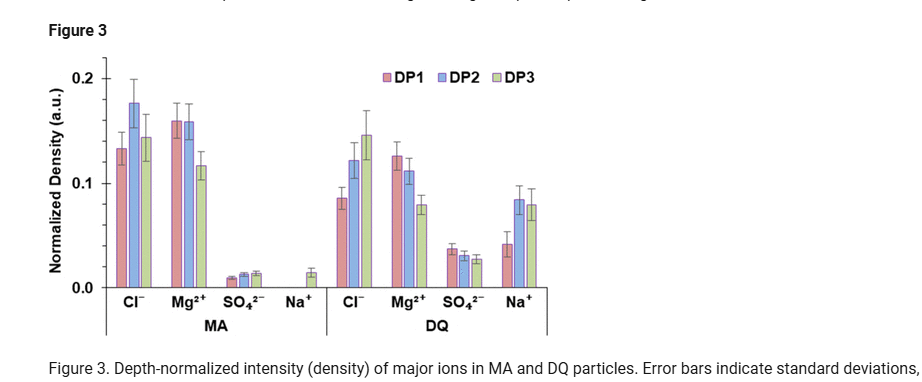 Figure 3
DP1 DP2 DP3
Normalized Density (a.u.)
0.2
0.1
0.0
Cl⁻ Mg²⁺ SO₄²⁻ Na⁺ Cl⁻ Mg²⁺ SO₄²⁻ Na⁺
MA DQ
Figure 3. Depth-normalized intensity (density) of major ions in MA and DQ particles. Error bars indicate standard deviations,